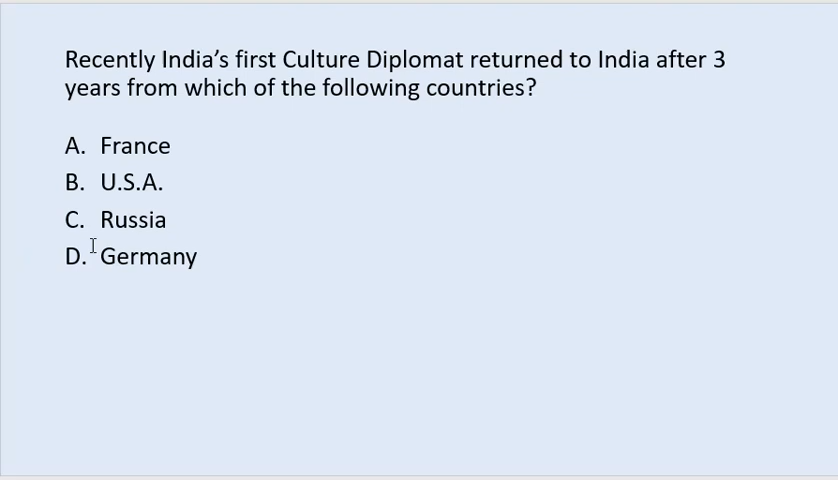 Recently India’s first Culture Diplomat returned to India after 3
years from which of the following countries?
A. France
B. U.S.A.
C. Russia
D. Germany